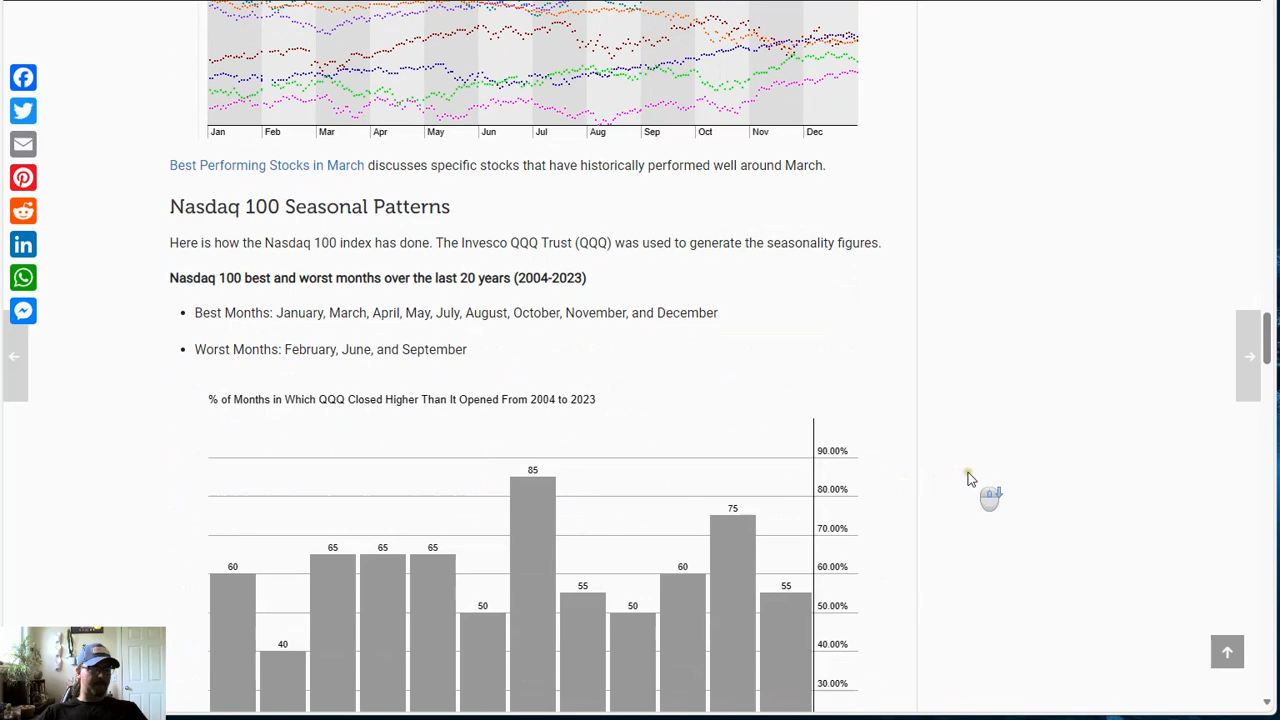 Jan Feb Mar Apr May Jun Jul Aug Sep Oct Nov Dec
Best Performing Stocks in March discusses specific stocks that have historically performed well around March.
Nasdaq 100 Seasonal Patterns
Here is how the Nasdaq 100 index has done. The Invesco QQQ Trust (QQQ) was used to generate the seasonality figures.
Nasdaq 100 best and worst months over the last 20 years (2004-2023)
• Best Months: January, March, April, May, July, August, October, November, and December
• Worst Months: February, June, and September
% of Months in Which QQQ Closed Higher Than It Opened From 2004 to 2023
90.00%
85
80.00%
75
70.00%
65 65 65
60 60 60.00%
55 55
50 50 50.00%
40 40.00%
30.00%